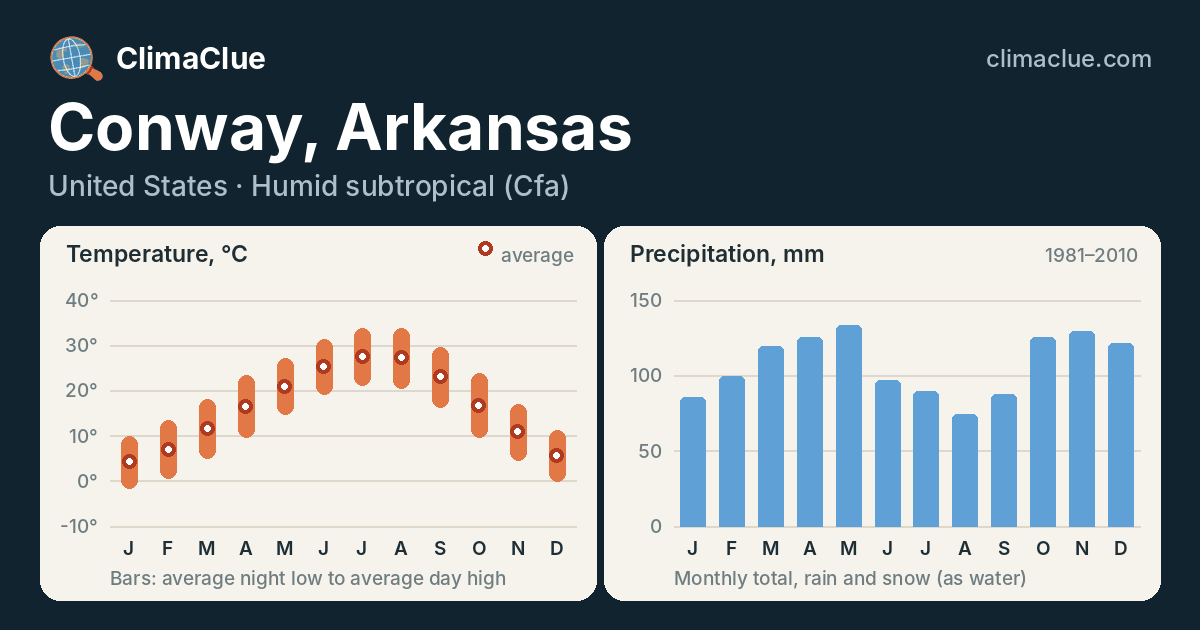 ClimaClue
climaclue.com
Conway, Arkansas
United States · Humid subtropical (Cfa)
Temperature, °C
average
40°
30°
20°
10°
0°
-10°
J F M A M J J A S O N D
Bars: average night low to average day high
Precipitation, mm
1981–2010
150
100
50
0
J F M A M J J A S O N D
Monthly total, rain and snow (as water)